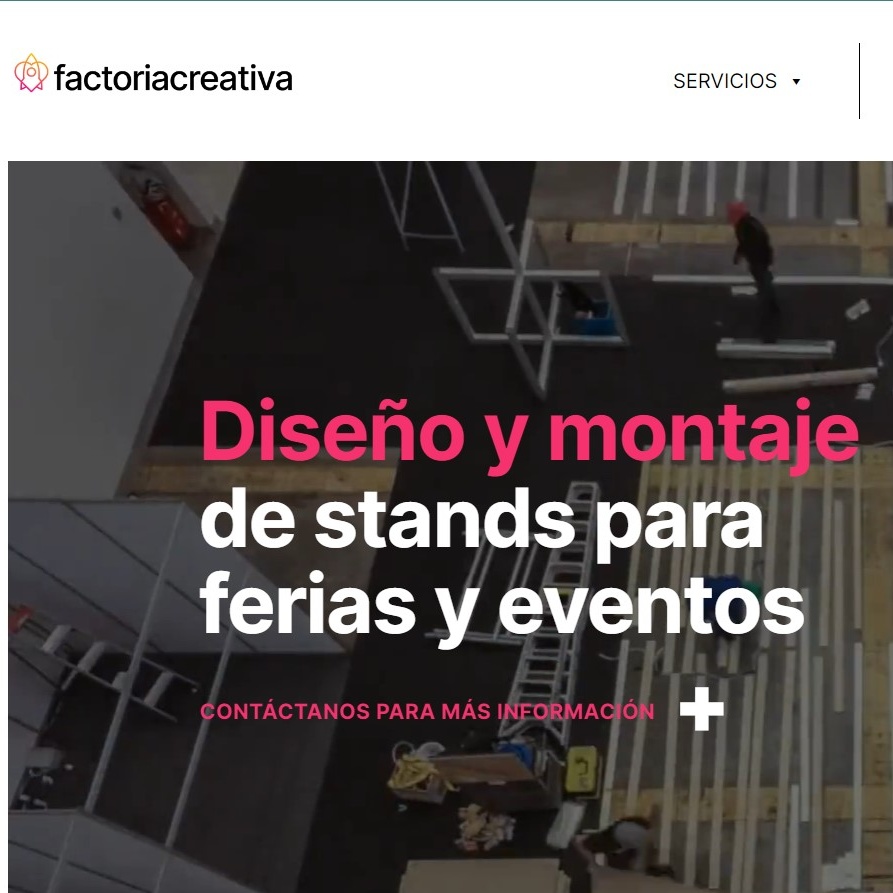 factoriacreativa
SERVICIOS
Diseño y montaje
de stands para
ferias y eventos
CONTÁCTANOS PARA MÁS INFORMACIÓN